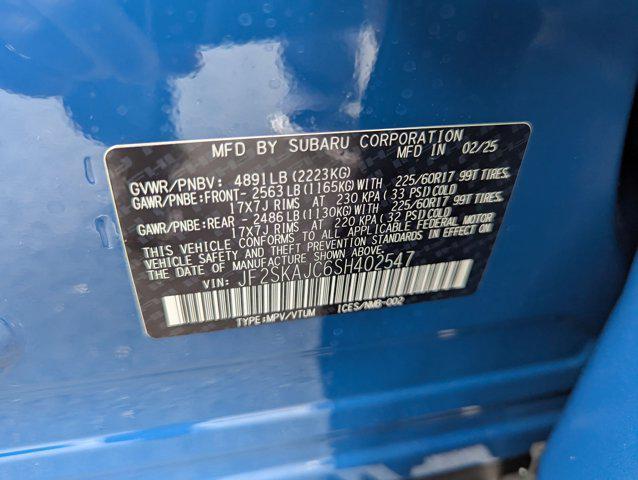 MFD BY SUBARU CORPORATION
MFD IN 02/25
GVWR/PNBV: 4891LB (2223KG)
GAWR/PNBE:FRONT-2563LB (1165KG)WITH 225/60R17 99T TIRES,
17x7J RIMS AT 230 KPA (33 PSI)COLD
GAWR/PNBE:REAR -2486LB (1130KG)WITH 225/60R17 99T TIRES,
17x7J RIMS AT 220 KPA (32 PSI)COLD
THIS VEHICLE CONFORMS TO ALL APPLICABLE FEDERAL MOTOR
VEHICLE SAFETY AND THEFT PREVENTION STANDARDS IN EFFECT ON
THE DATE OF MANUFACTURE SHOWN ABOVE.
VIN: JF2SKAJC6SH402547
TYPE:MPV/VTUM ICES/NMB-002